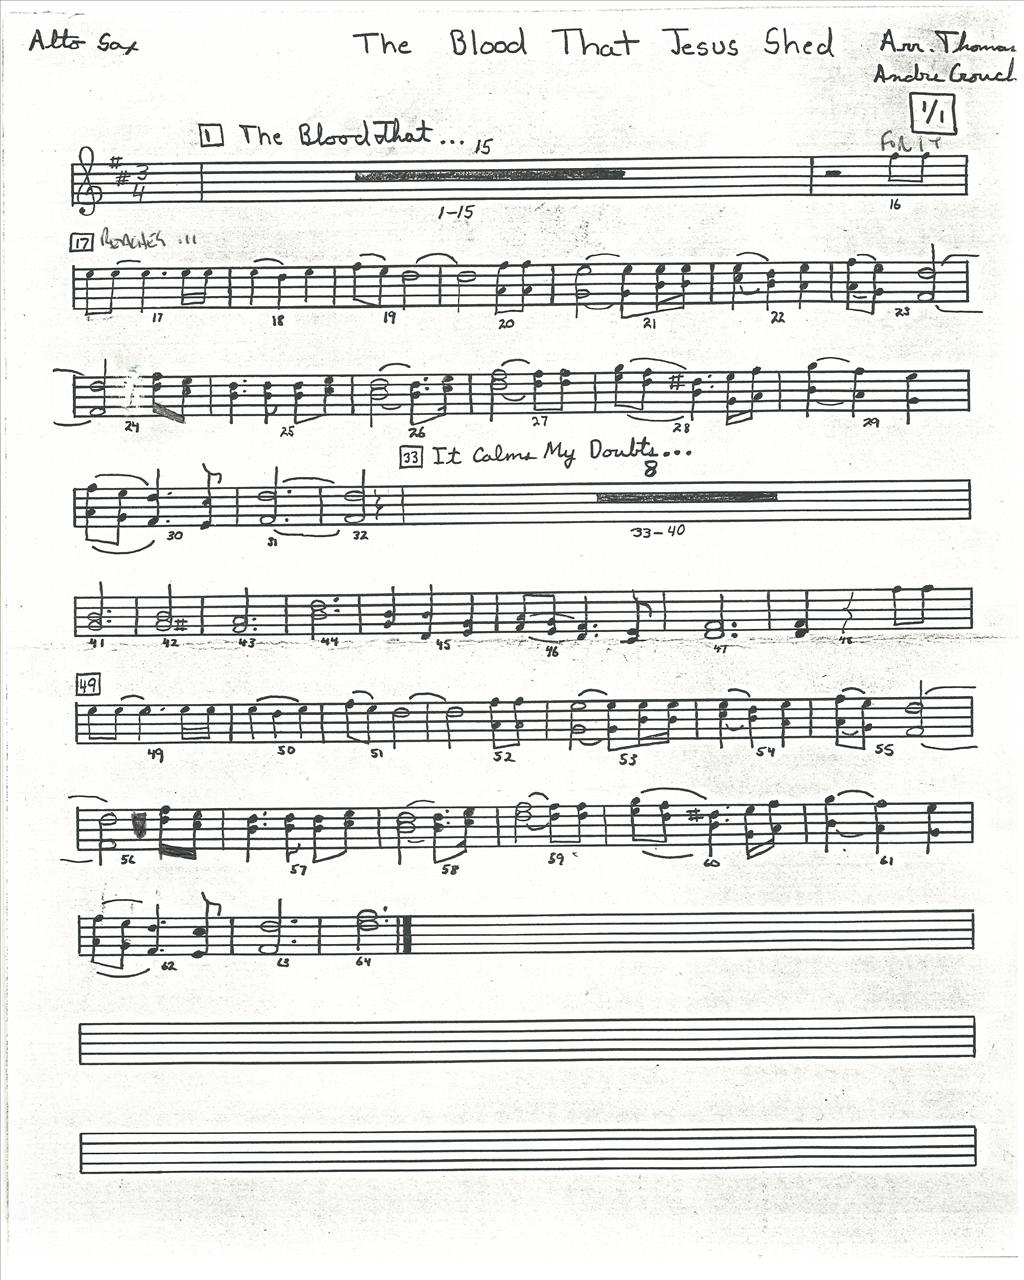 Alto Sax The Blood That Jesus Shed Arr. Thomas
Andre Crouch
1/1
1 The Blood That... 15 FOR IT
3
4
1-15 16
17 REACHES ...
17 18 19 20 21 22 23
24 25 26 27 28 29
33 It Calms My Doubts...
8
30 31 32 33-40
41 42 43 44 45 46 47 48
49
49 50 51 52 53 54 55
56 57 58 59 60 61
62 63 64